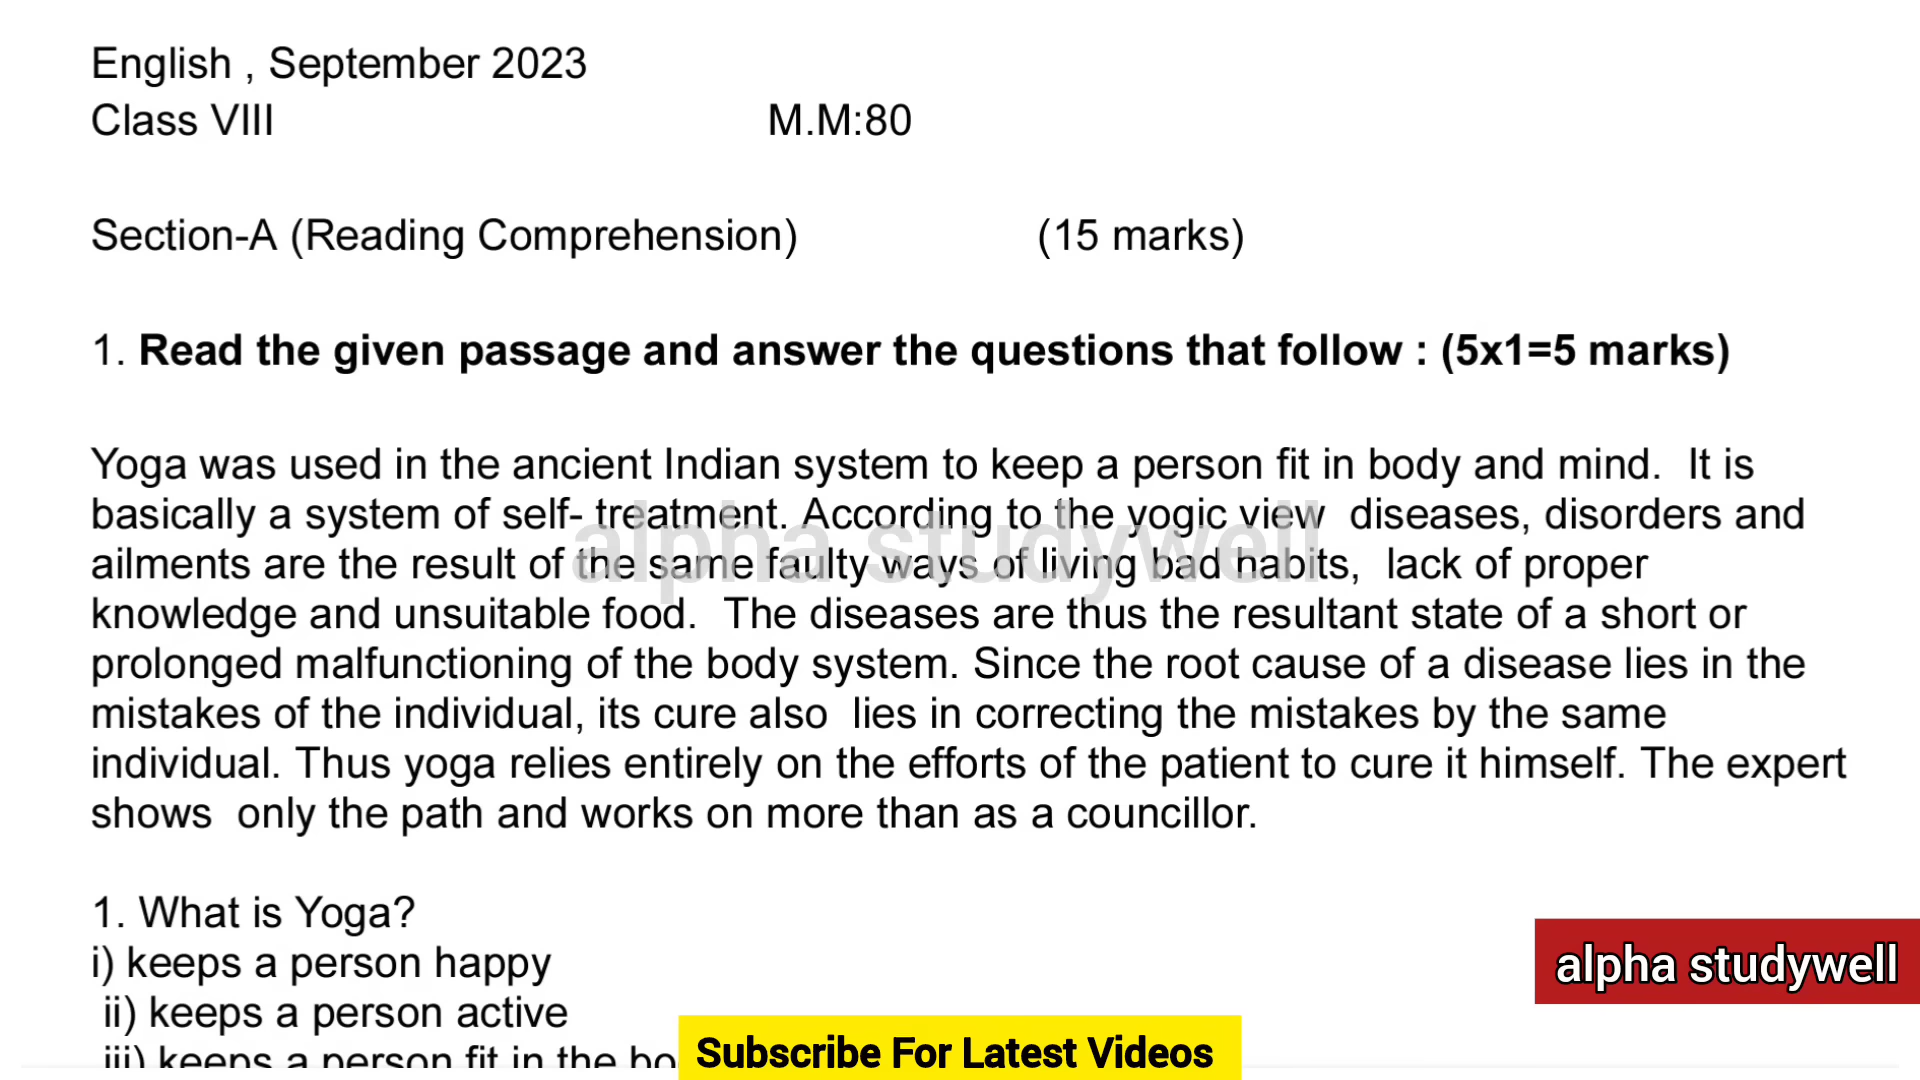 English , September 2023
Class VIII M.M:80
Section-A (Reading Comprehension) (15 marks)
1. Read the given passage and answer the questions that follow : (5x1=5 marks)
Yoga was used in the ancient Indian system to keep a person fit in body and mind. It is
basically a system of self- treatment. According to the yogic view diseases, disorders and
ailments are the result of the same faulty ways of living bad habits, lack of proper
knowledge and unsuitable food. The diseases are thus the resultant state of a short or
prolonged malfunctioning of the body system. Since the root cause of a disease lies in the
mistakes of the individual, its cure also lies in correcting the mistakes by the same
individual. Thus yoga relies entirely on the efforts of the patient to cure it himself. The expert
shows only the path and works on more than as a councillor.
alpha studywell
1. What is Yoga?
i) keeps a person happy
ii) keeps a person active
iii) keeps a person fit in the
alpha studywell
Subscribe For Latest Videos